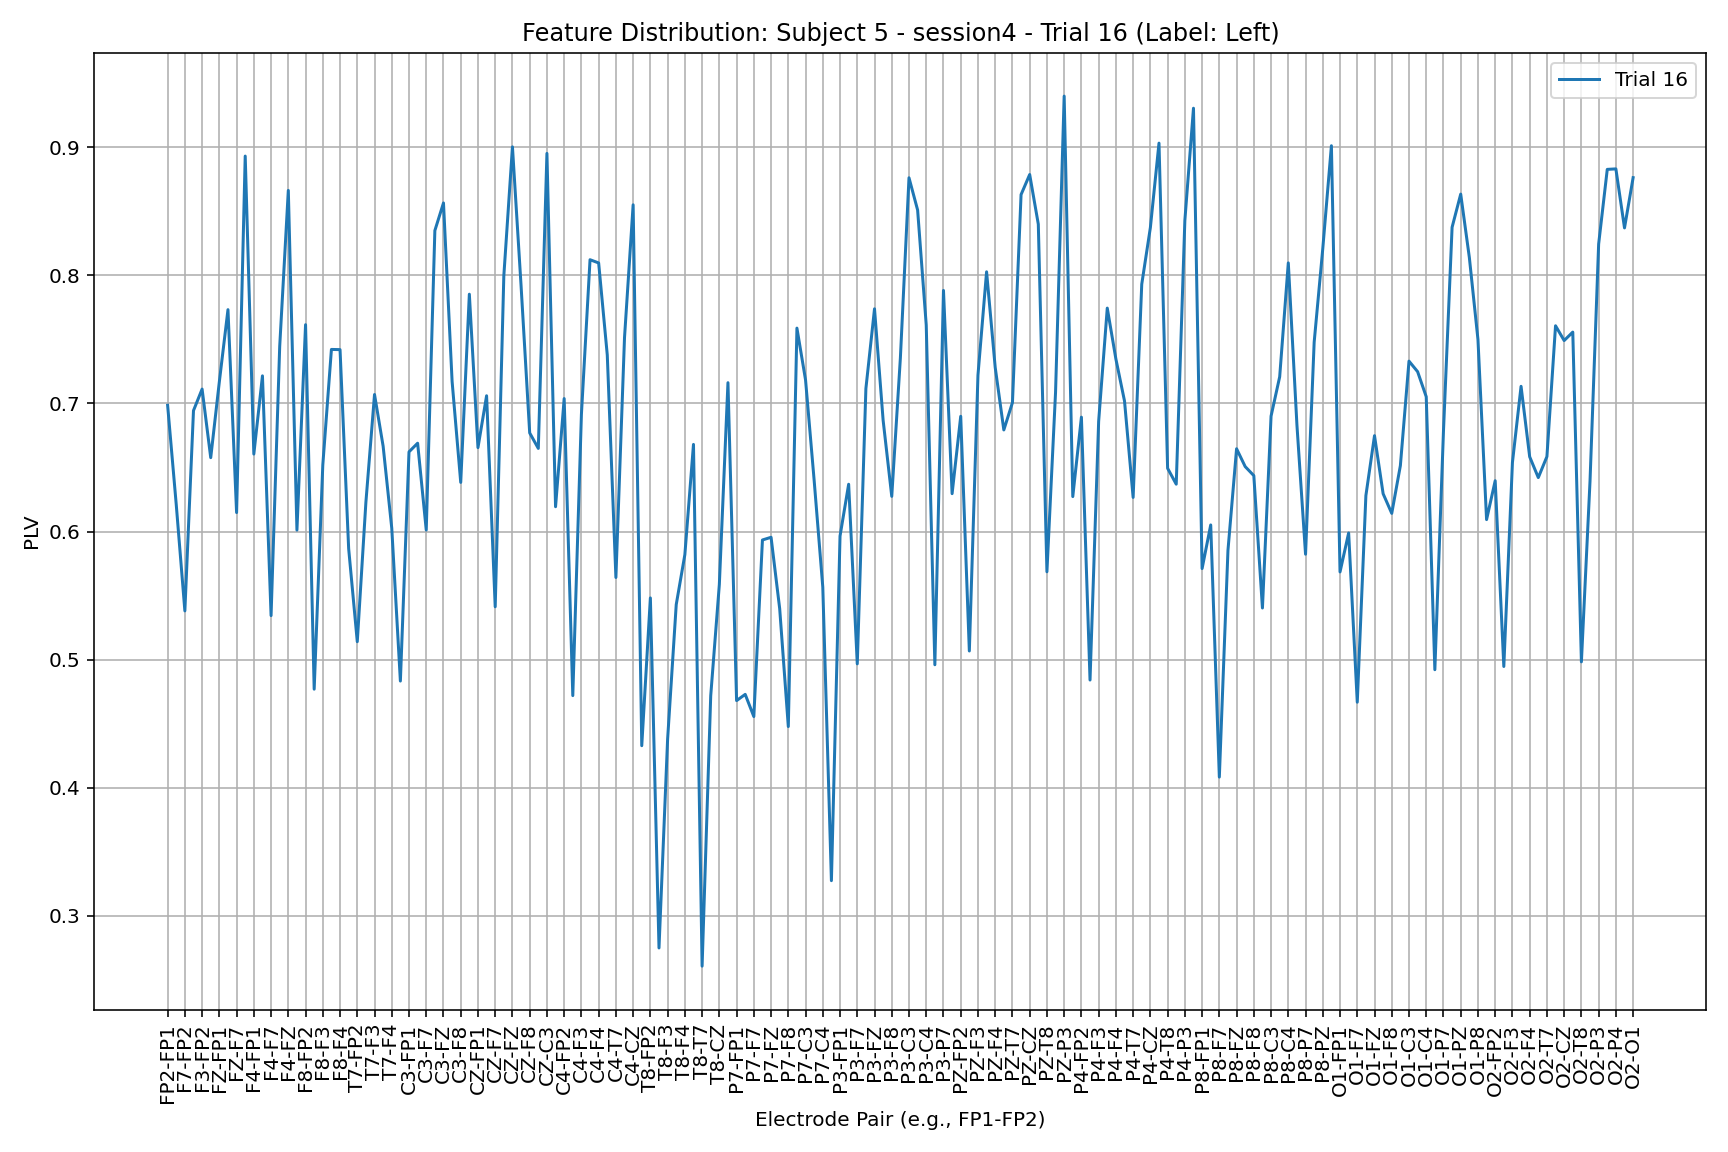 Feature Distribution: Subject 5 - session4 - Trial 16 (Label: Left)
Trial 16
0.9
0.8
0.7
0.6
0.5
0.4
0.3
PLV
FP2-FP1
F7-FP2
F3-FP2
FZ-FP1
FZ-F7
F4-FP1
F4-F7
F4-FZ
F8-FP2
F8-F3
F8-F4
T7-FP2
T7-F3
T7-F4
C3-FP1
C3-F7
C3-FZ
C3-F8
CZ-FP1
CZ-F7
CZ-FZ
CZ-F8
CZ-C3
C4-FP2
C4-F3
C4-F4
C4-T7
C4-CZ
T8-FP2
T8-F3
T8-F4
T8-T7
T8-CZ
P7-FP1
P7-F7
P7-FZ
P7-F8
P7-C3
P7-C4
P3-FP1
P3-F7
P3-FZ
P3-F8
P3-C3
P3-C4
P3-P7
PZ-FP2
PZ-F3
PZ-F4
PZ-T7
PZ-CZ
PZ-T8
PZ-P3
P4-FP2
P4-F3
P4-F4
P4-T7
P4-CZ
P4-T8
P4-P3
P8-FP1
P8-F7
P8-FZ
P8-F8
P8-C3
P8-C4
P8-P7
P8-PZ
O1-FP1
O1-F7
O1-FZ
O1-F8
O1-C3
O1-C4
O1-P7
O1-PZ
O1-P8
O2-FP2
O2-F3
O2-F4
O2-T7
O2-CZ
O2-T8
O2-P3
O2-P4
O2-O1
Electrode Pair (e.g., FP1-FP2)